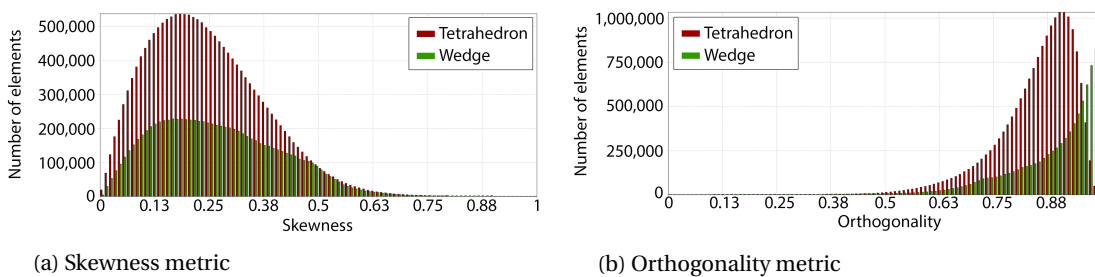 Number of elements
500,000
400,000
300,000
200,000
100,000
0
0
0.13
0.25
0.38
0.5
0.63
0.75
0.88
1
Skewness
Tetrahedron
Wedge
(a) Skewness metric
Number of elements
1,000,000
750,000
500,000
250,000
0
0
0.13
0.25
0.38
0.50
0.63
0.75
0.88
Orthogonality
Tetrahedron
Wedge
(b) Orthogonality metric